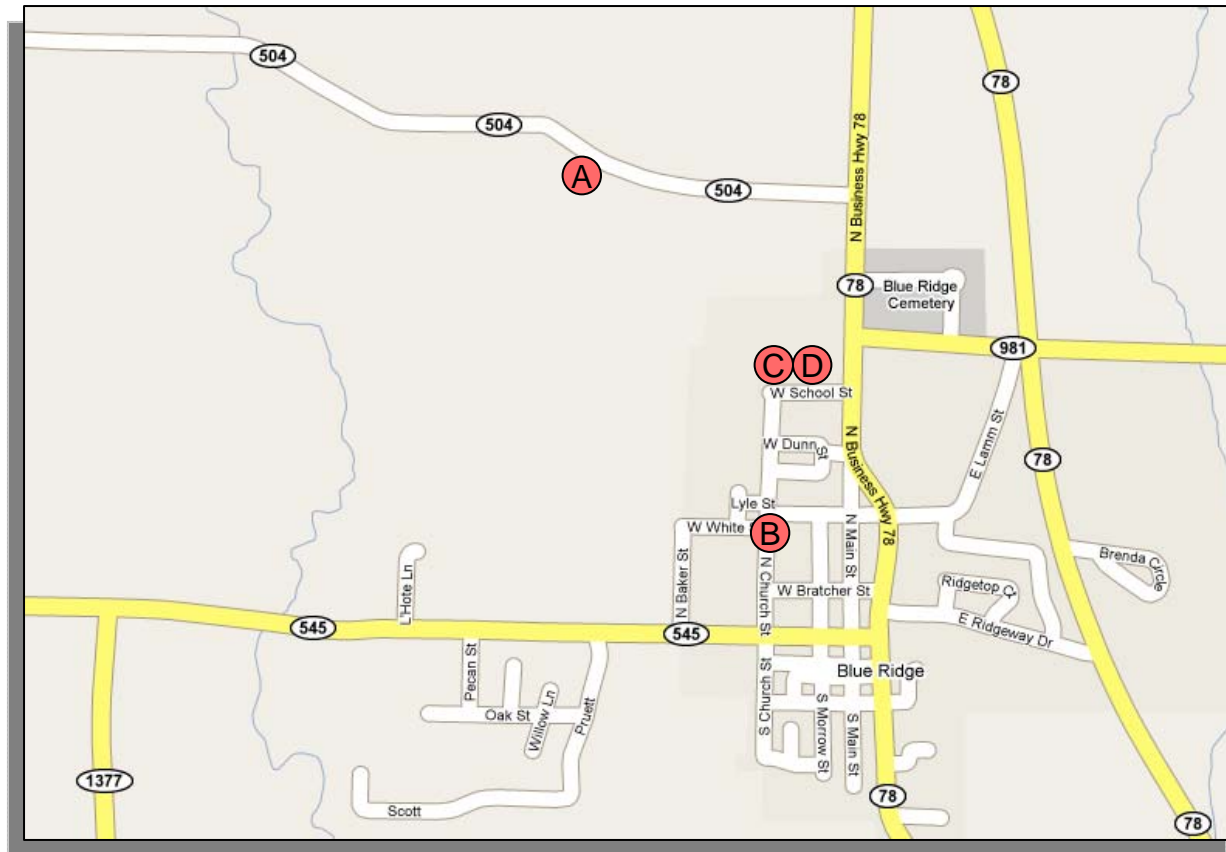 504
504
A
504
78
N Business Hwy 78
78
Blue Ridge
Cemetery
981
C
D
W School St
W Dunn St
N Business Hwy 78
E Lamm St
78
Lyle St
W White S
B
N Main St
N Baker St
N Church St
W Bratcher St
Brenda Circle
Ridgetop Ct
E Ridgeway Dr
L'Hote Ln
545
545
Blue Ridge
Pecan St
Oak St
Willow Ln
Pruett
S Church St
S Morrow St
S Main St
1377
Scott
78
78